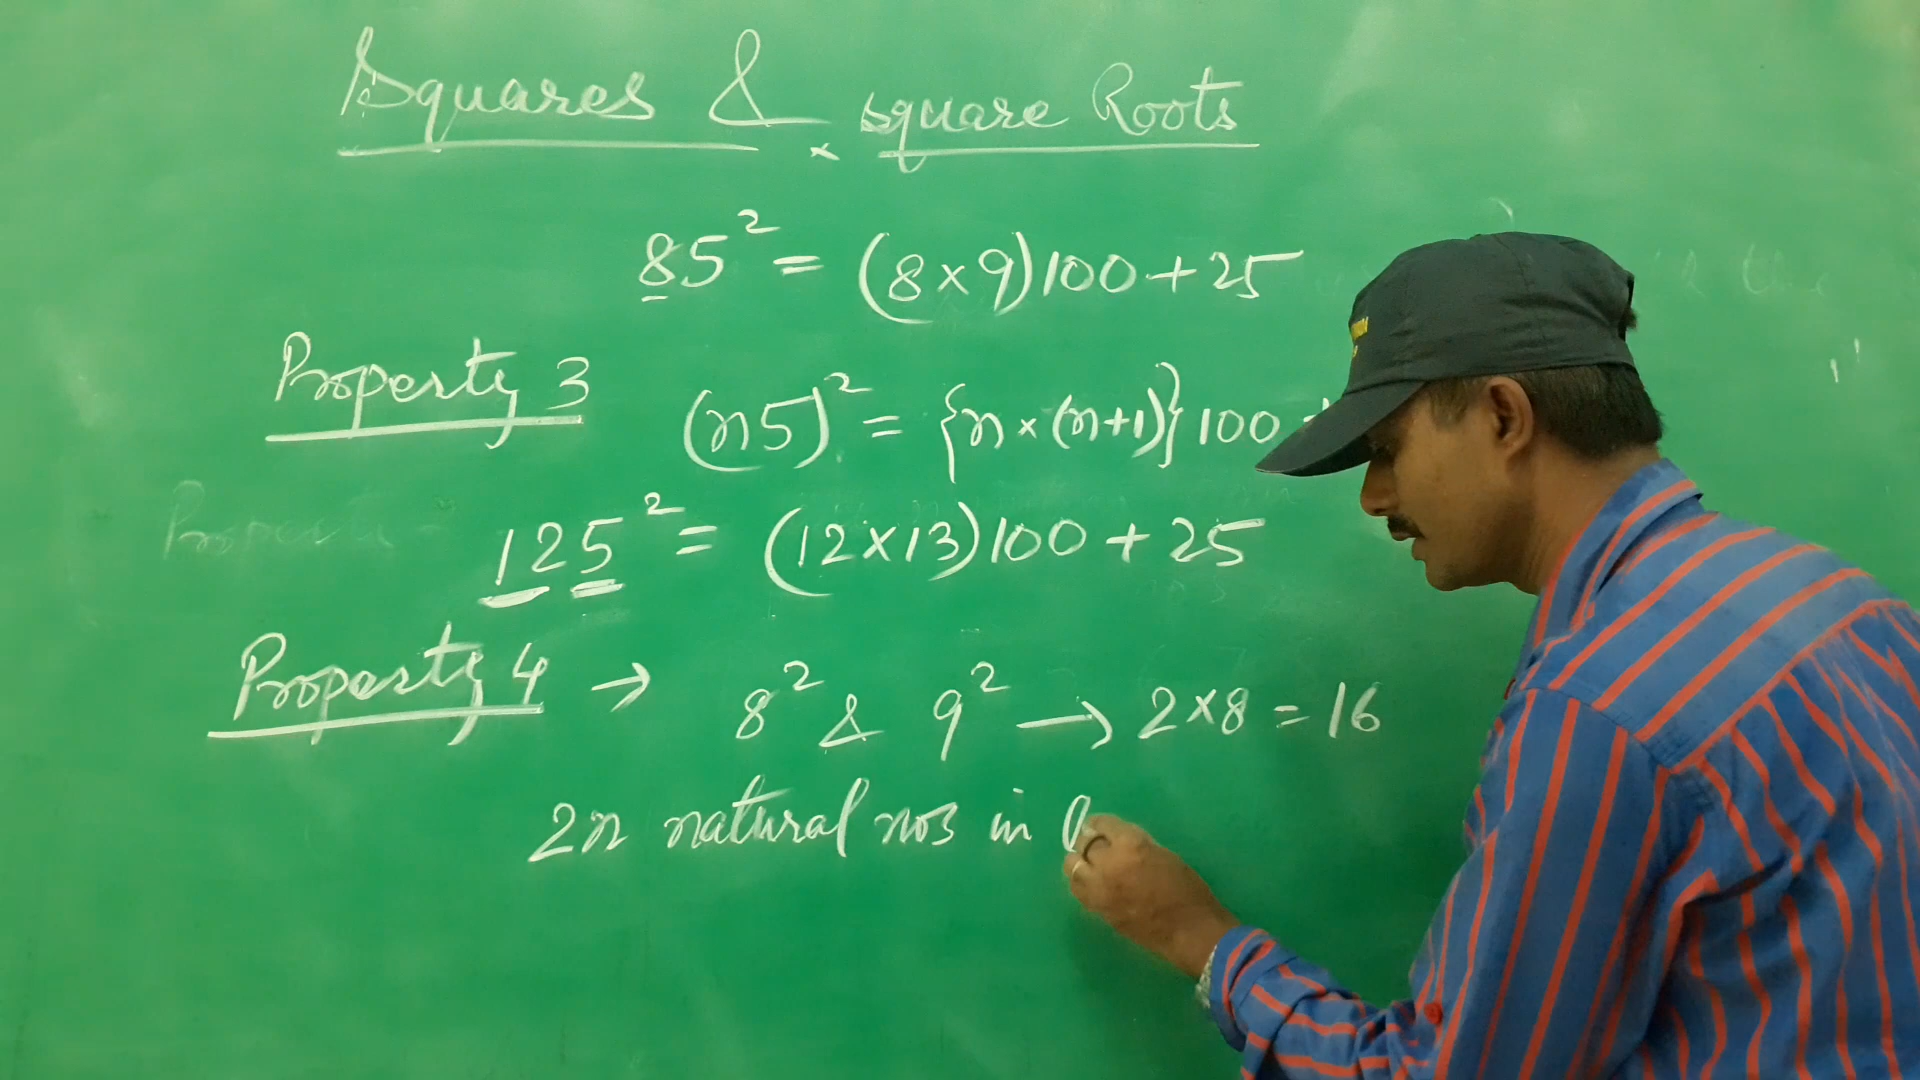 Squares & square Roots
85² = (8×9)100+25
Property 3
(n5)² = {n×(n+1)}100
125² = (12×13)100+25
Property 4 → 8² & 9² → 2×8=16
2n natural nos in